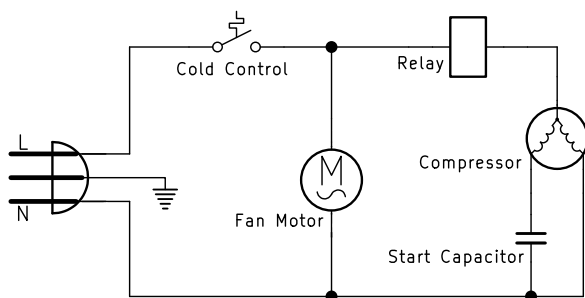 Cold Control
Relay
L
Compressor
M
N
Fan Motor
Start Capacitor